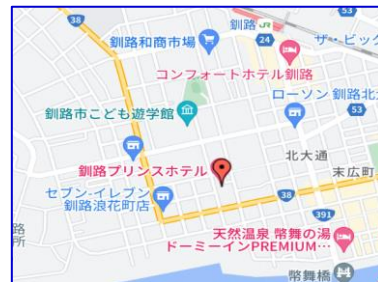 38
釧路
53
釧路和商市場
24
ザ・ビッグ
コンフォートホテル釧路
釧路市こども遊学館
ローソン 釧路北大
53
北大通
釧路プリンスホテル
末広町
セブン-イレブン
釧路浪花町店
38
391
天然温泉 幣舞の湯
ドーミーインPREMIUM…
路
所
幣舞橋